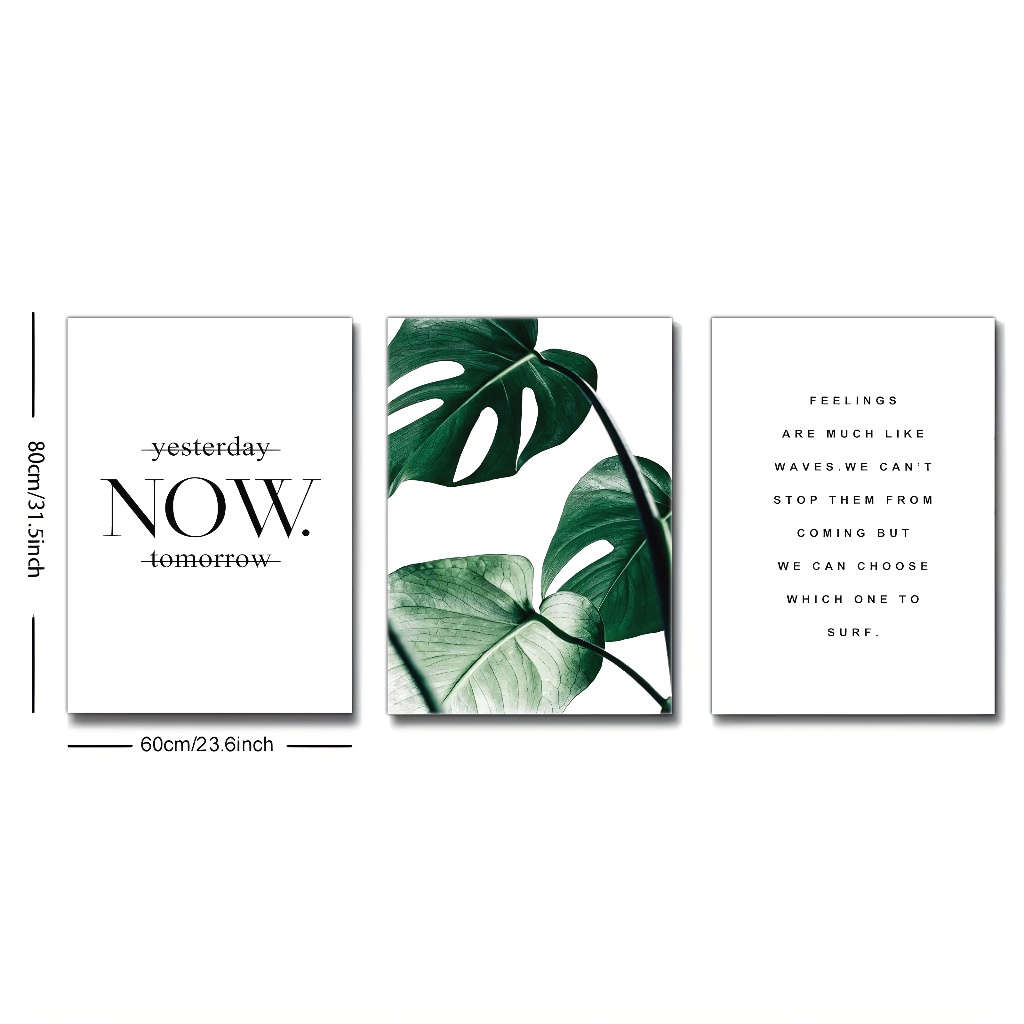 80cm/31.5inch
yesterday
NOW.
tomorrow
60cm/23.6inch
FEELINGS
ARE MUCH LIKE
WAVES.WE CAN'T
STOP THEM FROM
COMING BUT
WE CAN CHOOSE
WHICH ONE TO
SURF.